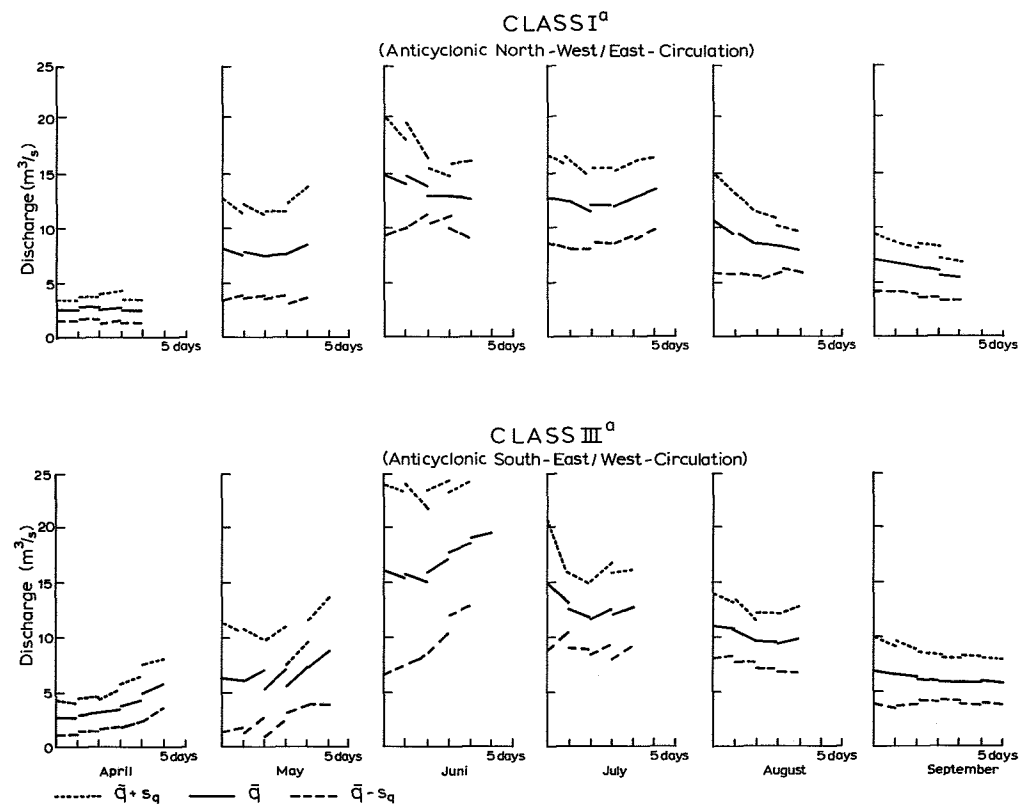 CLASS I a
(Anticyclonic North-West/East-Circulation)
Discharge (m³/s)
25
20
15
10
5
0
5 days
5 days
5 days
5 days
5 days
5 days
CLASS III a
(Anticyclonic South-East/West-Circulation)
Discharge (m³/s)
25
20
15
10
5
0
5 days
5 days
5 days
5 days
5 days
5 days
April
May
Juni
July
August
September
q̄ + sq
q̄
q̄ - sq